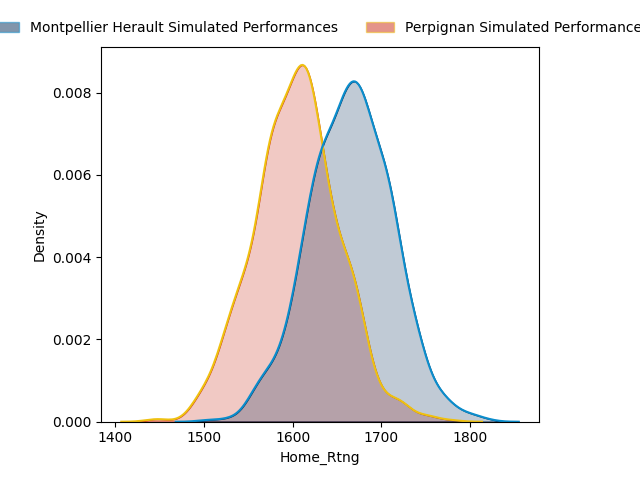 Montpellier Herault Simulated Performances
Perpignan Simulated Performance
0.008
0.006
0.004
0.002
0.000
Density
1400 1500 1600 1700 1800
Home_Rtng